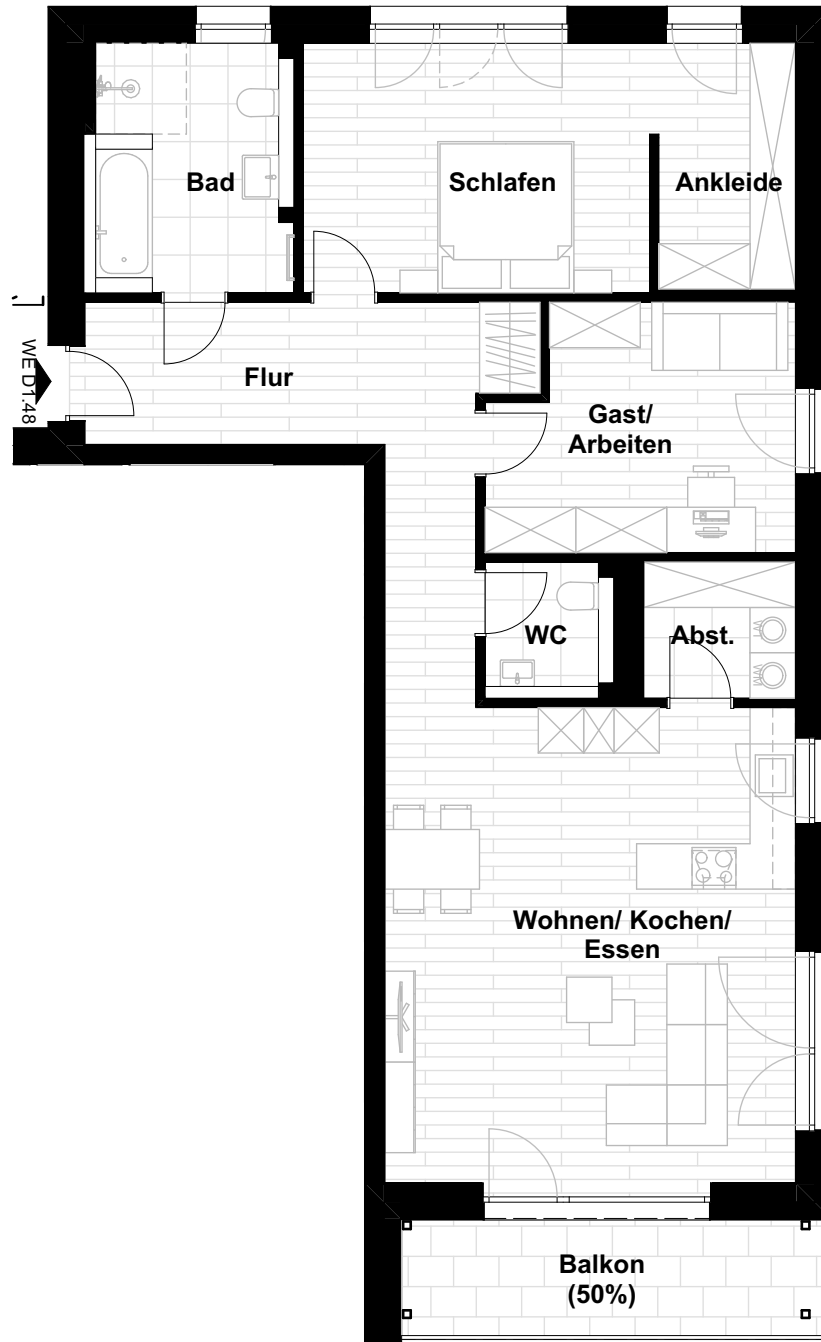 Bad
Schlafen
Ankleide
WE D1.48
Flur
Gast/
Arbeiten
WC
Abst.
Wohnen/ Kochen/
Essen
Balkon
(50%)